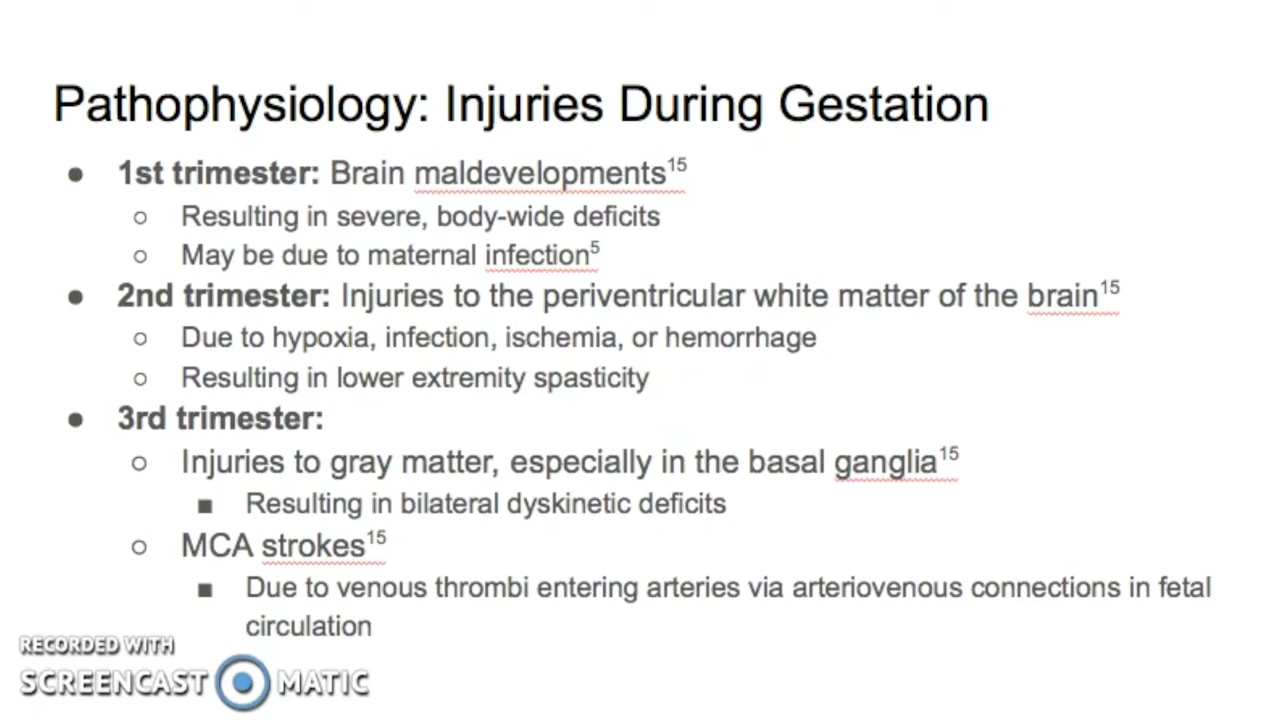 Pathophysiology: Injuries During Gestation
● 1st trimester: Brain maldevelopments15
○ Resulting in severe, body-wide deficits
○ May be due to maternal infection5
● 2nd trimester: Injuries to the periventricular white matter of the brain15
○ Due to hypoxia, infection, ischemia, or hemorrhage
○ Resulting in lower extremity spasticity
● 3rd trimester:
○ Injuries to gray matter, especially in the basal ganglia15
■ Resulting in bilateral dyskinetic deficits
○ MCA strokes15
■ Due to venous thrombi entering arteries via arteriovenous connections in fetal
circulation
RECORDED WITH
SCREENCAST MATIC